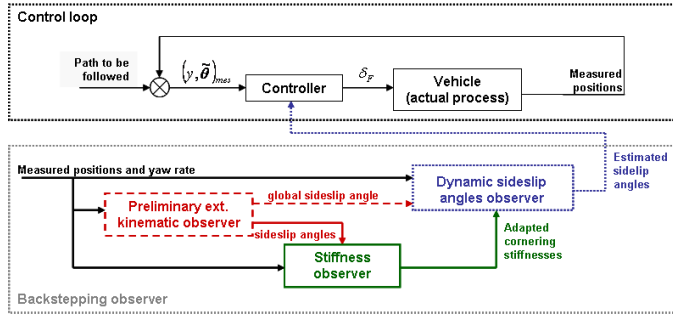 Control loop
Path to be
followed
(y, θ̃)mes
Controller
δF
Vehicle
(actual process)
Measured
positions
Measured positions and yaw rate
Estimated
sidelip
angles
Preliminary ext.
kinematic observer
global sideslip angle
sideslip angles
Dynamic sideslip
angles observer
Stiffness
observer
Adapted
cornering
stiffnesses
Backstepping observer